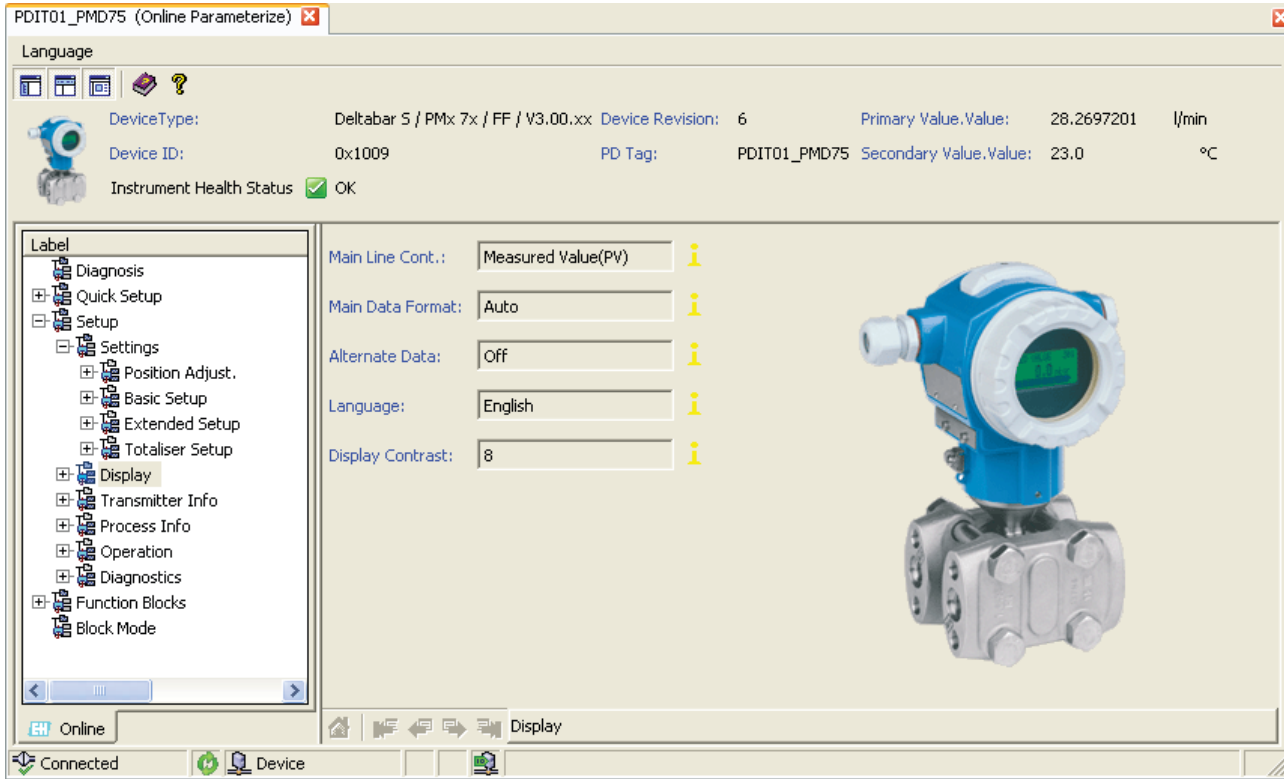 PDIT01_PMD75 (Online Parameterize)
Language
DeviceType: Deltabar S / PMx 7x / FF / V3.00.xx Device Revision: 6 Primary Value.Value: 28.2697201 l/min
Device ID: 0x1009 PD Tag: PDIT01_PMD75 Secondary Value.Value: 23.0 °C
Instrument Health Status OK
Label
Diagnosis
Quick Setup
Setup
Settings
Position Adjust.
Basic Setup
Extended Setup
Totaliser Setup
Display
Transmitter Info
Process Info
Operation
Diagnostics
Function Blocks
Block Mode
Online
Main Line Cont.: Measured Value(PV)
Main Data Format: Auto
Alternate Data: Off
Language: English
Display Contrast: 8
0.0
Display
Connected Device